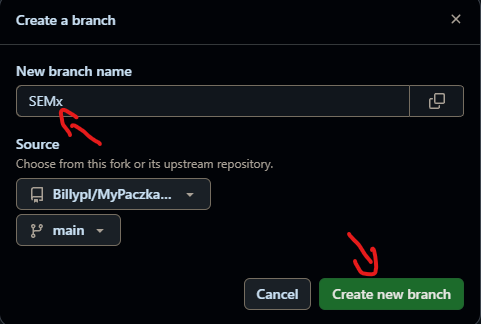 Create a branch
New branch name
SEMx
Source
Choose from this fork or its upstream repository.
Billypl/MyPaczka...
main
Cancel
Create new branch